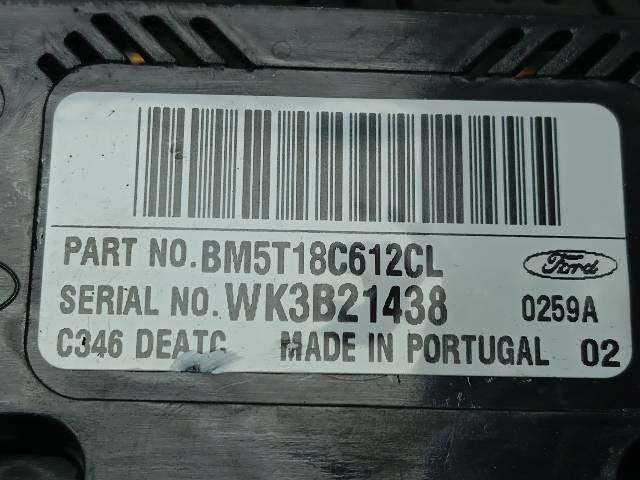 PART NO.BM5T18C612CL
Ford
SERIAL NO.WK3B21438 0259A
C346 DEATC MADE IN PORTUGAL 02